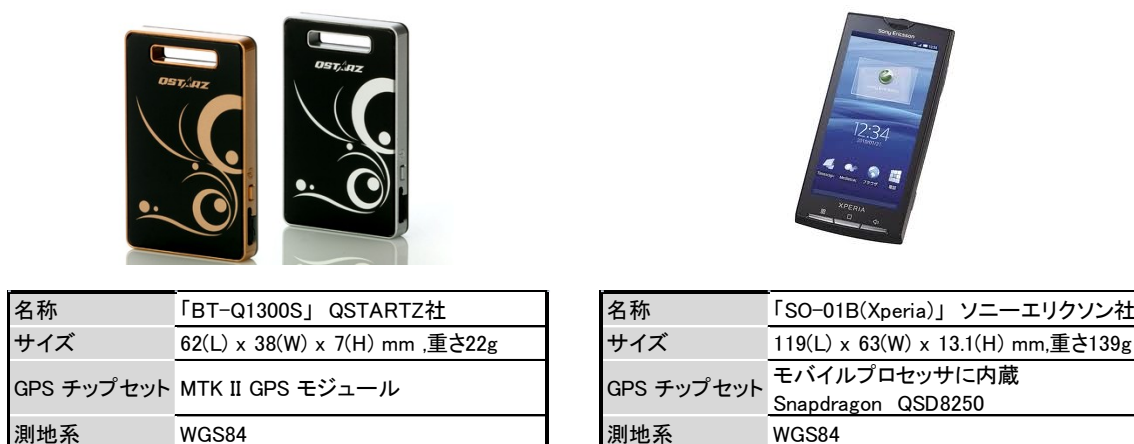 QSTARZ
QSTARZ
Sony Ericsson
12:34
XPERIA
名称 「BT-Q1300S」 QSTARTZ社
サイズ 62(L) x 38(W) x 7(H) mm ,重さ22g
GPS チップセット MTK II GPS モジュール
測地系 WGS84
名称 「SO-01B(Xperia)」 ソニーエリクソン社
サイズ 119(L) x 63(W) x 13.1(H) mm,重さ139g
GPS チップセット モバイルプロセッサに内蔵
Snapdragon QSD8250
測地系 WGS84